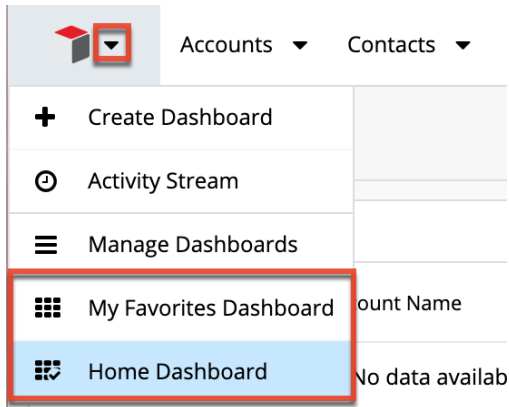 Accounts Contacts
Create Dashboard
Activity Stream
Manage Dashboards
My Favorites Dashboard
ount Name
Home Dashboard
No data availab